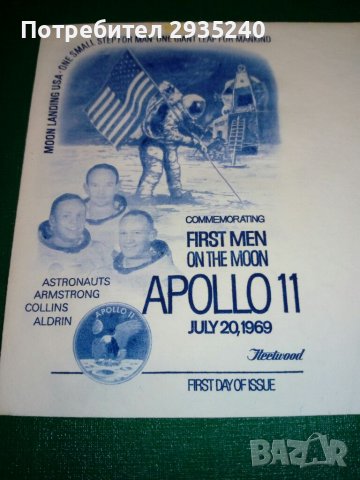 Потребител 2935240
MOON LANDING USA · ONE SMALL STEP FOR MAN · ONE GIANT LEAP FOR MANKIND
COMMEMORATING
FIRST MEN
ON THE MOON
APOLLO 11
JULY 20, 1969
ASTRONAUTS
ARMSTRONG
COLLINS
ALDRIN
APOLLO 11
Fleetwood
FIRST DAY OF ISSUE
BAZAR